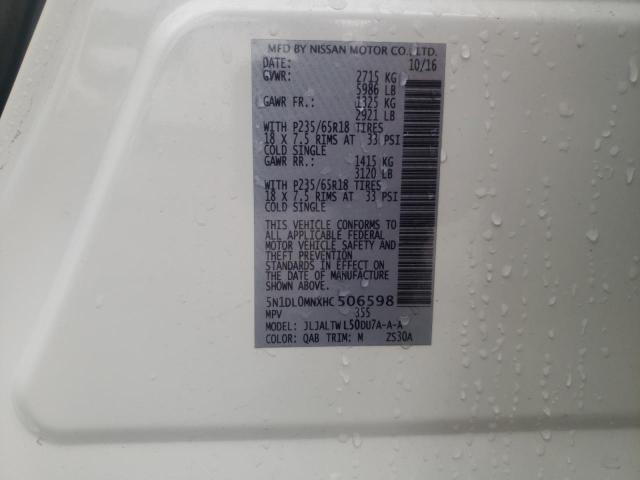 MFD BY NISSAN MOTOR CO., LTD.
DATE: 10/16
GVWR: 2715 KG
5986 LB
GAWR FR.: 1325 KG
2921 LB
WITH P235/65R18 TIRES
18 X 7.5 RIMS AT 33 PSI
COLD SINGLE
GAWR RR.: 1415 KG
3120 LB
WITH P235/65R18 TIRES
18 X 7.5 RIMS AT 33 PSI
COLD SINGLE
THIS VEHICLE CONFORMS TO
ALL APPLICABLE FEDERAL
MOTOR VEHICLE SAFETY AND
THEFT PREVENTION
STANDARDS IN EFFECT ON
THE DATE OF MANUFACTURE
SHOWN ABOVE.
5N1DL0MNXHC506598
MPV 355
MODEL: JLJALTWL50DU7A-A-A
COLOR: QAB TRIM: M ZS30A